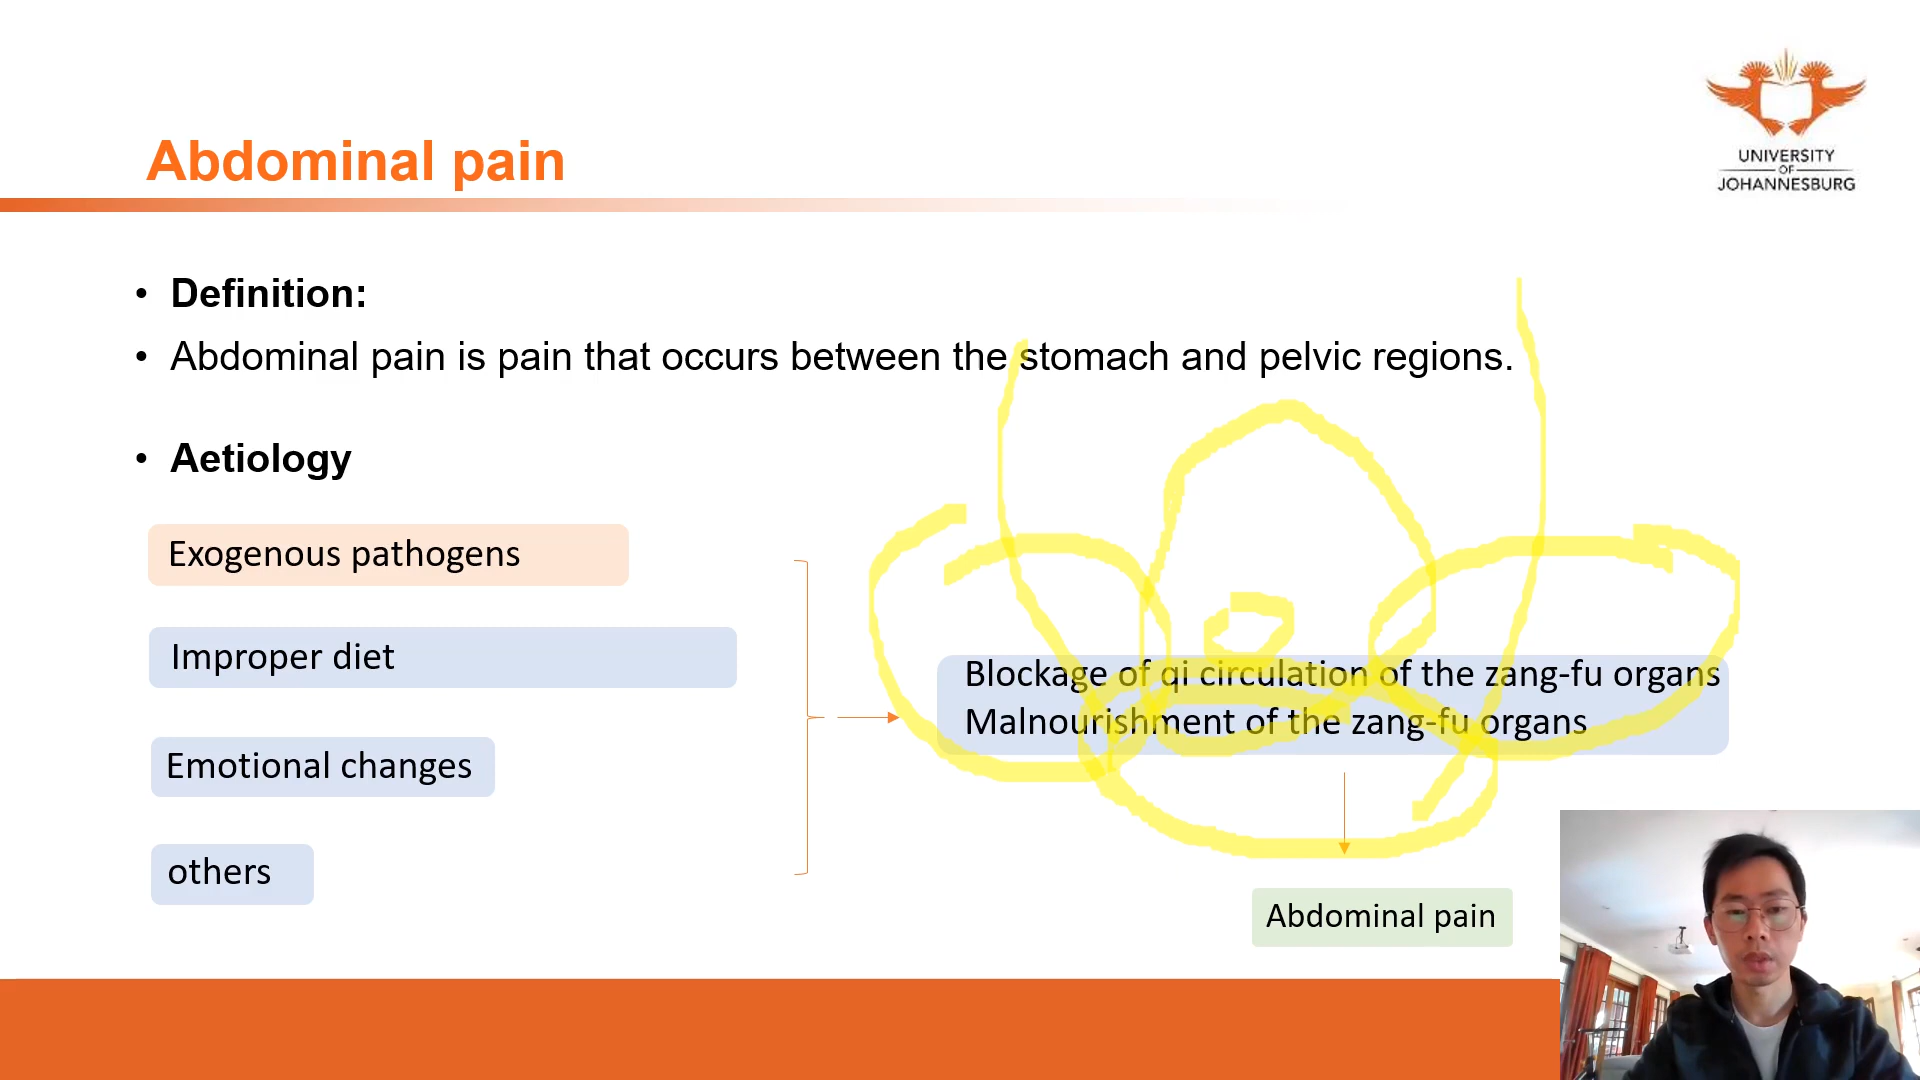 UNIVERSITY
OF
JOHANNESBURG
Abdominal pain
• Definition:
• Abdominal pain is pain that occurs between the stomach and pelvic regions.
• Aetiology
Exogenous pathogens
Improper diet
Emotional changes
others
Blockage of qi circulation of the zang-fu organs
Malnourishment of the zang-fu organs
Abdominal pain